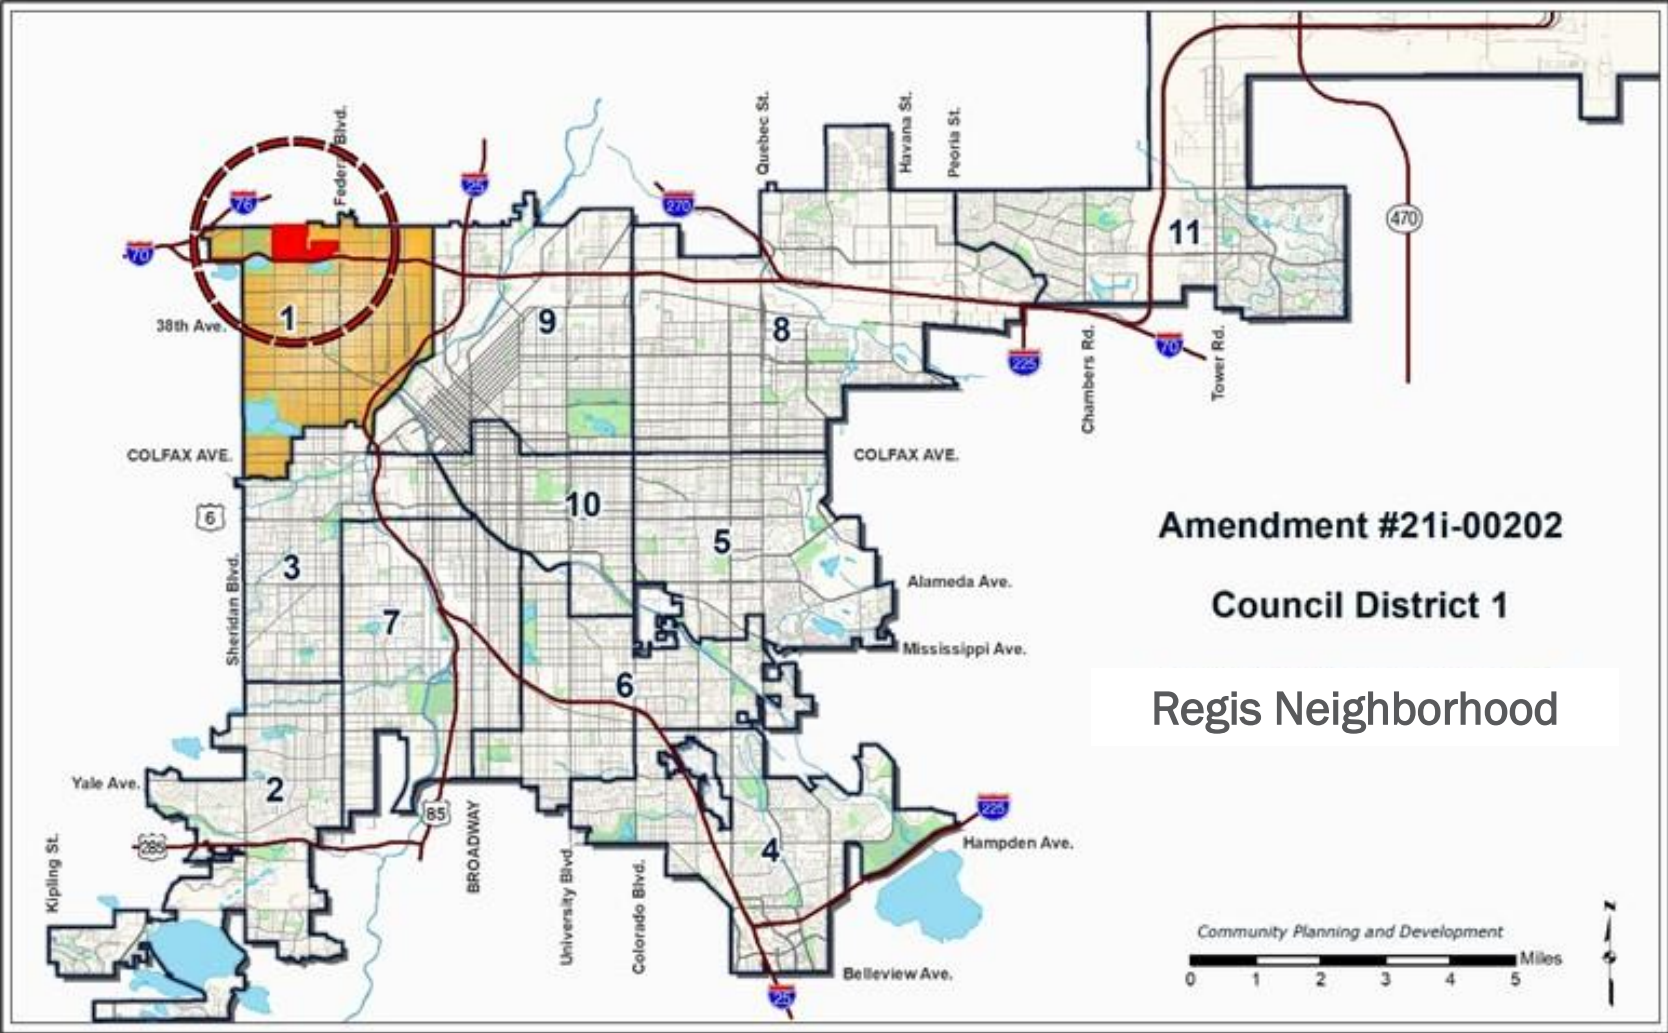 Quebec St.
Havana St.
Peoria St.
Federal Blvd.
76
25
270
70
470
11
1
9
8
38th Ave.
225
70
Chambers Rd.
Tower Rd.
COLFAX AVE.
COLFAX AVE.
6
10
5
3
7
Sheridan Blvd.
Alameda Ave.
Mississippi Ave.
6
Amendment #21i-00202
Council District 1
Regis Neighborhood
Yale Ave.
2
85
285
BROADWAY
225
Hampden Ave.
4
Kipling St.
University Blvd.
Colorado Blvd.
Belleview Ave.
25
Community Planning and Development
Miles
0 1 2 3 4 5
N